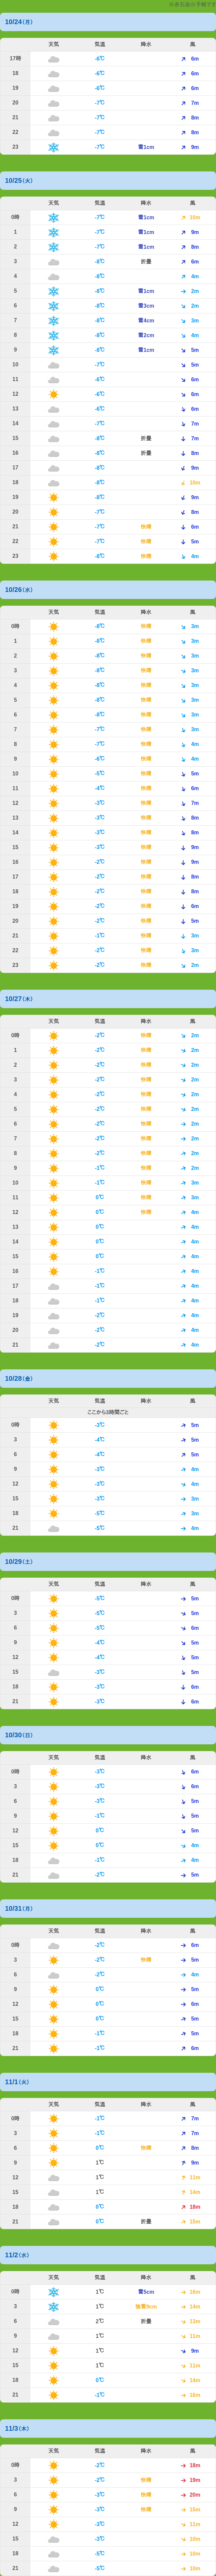 ※表右端の予報です
10/24(月)
天気 気温 降水 風
17時 -6℃ 6m
18 -6℃ 6m
19 -6℃ 6m
20 -7℃ 7m
21 -7℃ 8m
22 -7℃ 8m
23 -7℃ 雪1cm 9m
10/25(火)
天気 気温 降水 風
0時 -7℃ 雪1cm 10m
1 -7℃ 雪1cm 9m
2 -7℃ 雪1cm 8m
3 -8℃ 折曇 6m
4 -8℃ 4m
5 -8℃ 雪1cm 2m
6 -8℃ 雪3cm 2m
7 -8℃ 雪4cm 3m
8 -8℃ 雪2cm 4m
9 -8℃ 雪1cm 5m
10 -7℃ 5m
11 -6℃ 6m
12 -6℃ 6m
13 -6℃ 6m
14 -7℃ 7m
15 -8℃ 折曇 7m
16 -8℃ 折曇 8m
17 -8℃ 9m
18 -8℃ 10m
19 -8℃ 9m
20 -7℃ 8m
21 -7℃ 快晴 6m
22 -7℃ 快晴 5m
23 -8℃ 快晴 4m
10/26(水)
天気 気温 降水 風
0時 -8℃ 快晴 3m
1 -8℃ 快晴 3m
2 -8℃ 快晴 3m
3 -8℃ 快晴 3m
4 -8℃ 快晴 3m
5 -8℃ 快晴 3m
6 -8℃ 快晴 3m
7 -7℃ 快晴 3m
8 -7℃ 快晴 4m
9 -6℃ 快晴 4m
10 -5℃ 快晴 5m
11 -4℃ 快晴 6m
12 -3℃ 快晴 7m
13 -3℃ 快晴 8m
14 -3℃ 快晴 8m
15 -3℃ 快晴 9m
16 -2℃ 快晴 9m
17 -2℃ 快晴 8m
18 -2℃ 快晴 8m
19 -2℃ 快晴 6m
20 -2℃ 快晴 5m
21 -1℃ 快晴 3m
22 -2℃ 快晴 3m
23 -2℃ 快晴 2m
10/27(木)
天気 気温 降水 風
0時 -2℃ 快晴 2m
1 -2℃ 快晴 2m
2 -2℃ 快晴 2m
3 -2℃ 快晴 2m
4 -2℃ 快晴 2m
5 -2℃ 快晴 2m
6 -2℃ 快晴 2m
7 -2℃ 快晴 2m
8 -2℃ 快晴 2m
9 -1℃ 快晴 2m
10 -1℃ 快晴 3m
11 0℃ 快晴 3m
12 0℃ 快晴 4m
13 0℃ 4m
14 0℃ 4m
15 0℃ 4m
16 -1℃ 4m
17 -1℃ 4m
18 -1℃ 4m
19 -2℃ 4m
20 -2℃ 4m
21 -2℃ 4m
10/28(金)
天気 気温 降水 風
ここから3時間ごと
0時 -3℃ 5m
3 -4℃ 5m
6 -4℃ 5m
9 -3℃ 4m
12 -3℃ 4m
15 -3℃ 3m
18 -5℃ 3m
21 -5℃ 4m
10/29(土)
天気 気温 降水 風
0時 -5℃ 5m
3 -5℃ 5m
6 -5℃ 6m
9 -4℃ 5m
12 -4℃ 5m
15 -3℃ 5m
18 -3℃ 6m
21 -3℃ 6m
10/30(日)
天気 気温 降水 風
0時 -3℃ 6m
3 -3℃ 6m
6 -3℃ 5m
9 -1℃ 5m
12 0℃ 5m
15 0℃ 4m
18 -1℃ 4m
21 -2℃ 5m
10/31(月)
天気 気温 降水 風
0時 -2℃ 6m
3 -2℃ 快晴 5m
6 -2℃ 4m
9 0℃ 5m
12 0℃ 6m
15 0℃ 5m
18 -1℃ 5m
21 -1℃ 6m
11/1(火)
天気 気温 降水 風
0時 -1℃ 7m
3 -1℃ 7m
6 0℃ 快晴 8m
9 1℃ 9m
12 1℃ 11m
15 1℃ 14m
18 0℃ 18m
21 0℃ 折曇 15m
11/2(水)
天気 気温 降水 風
0時 1℃ 雪5cm 16m
3 1℃ 強雪9cm 14m
6 2℃ 折曇 13m
9 1℃ 11m
12 1℃ 9m
15 1℃ 11m
18 0℃ 14m
21 -1℃ 16m
11/3(木)
天気 気温 降水 風
0時 -2℃ 18m
3 -2℃ 快晴 19m
6 -3℃ 快晴 20m
9 -3℃ 快晴 15m
12 -3℃ 11m
15 -3℃ 10m
18 -5℃ 10m
21 -5℃ 10m